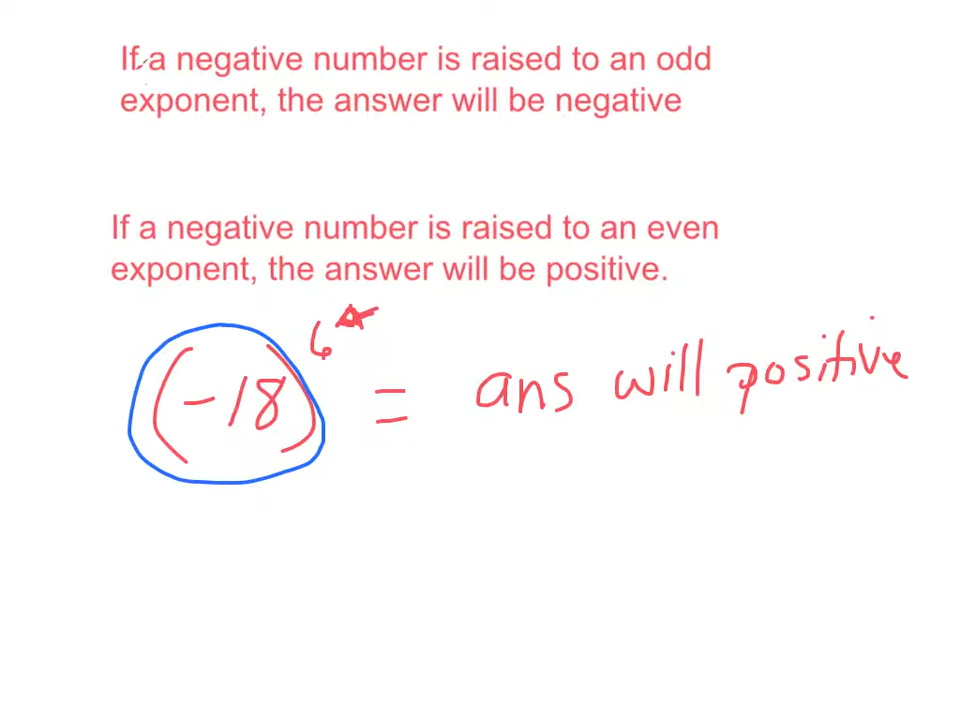 If a negative number is raised to an odd
exponent, the answer will be negative
If a negative number is raised to an even
exponent, the answer will be positive.
(-18)⁶ = ans will positive